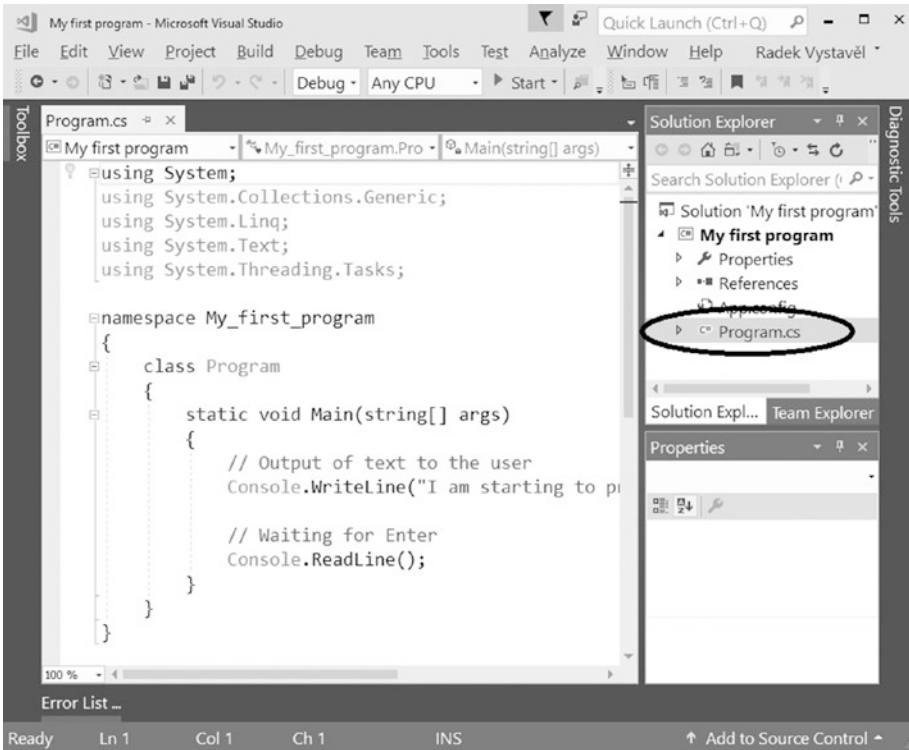 My first program - Microsoft Visual Studio
Quick Launch (Ctrl+Q)
File Edit View Project Build Debug Team Tools Test Analyze Window Help Radek Vystavěl
Debug Any CPU Start
Toolbox
Program.cs
My first program My_first_program.Pro Main(string[] args)
using System;
using System.Collections.Generic;
using System.Linq;
using System.Text;
using System.Threading.Tasks;
namespace My_first_program
{
class Program
{
static void Main(string[] args)
{
// Output of text to the user
Console.WriteLine("I am starting to p
// Waiting for Enter
Console.ReadLine();
}
}
}
100 %
Solution Explorer
Search Solution Explorer (
Solution 'My first program'
C# My first program
Properties
References
App.config
C# Program.cs
Solution Expl... Team Explorer
Properties
Diagnostic Tools
Error List ...
Ready Ln 1 Col 1 Ch 1 INS Add to Source Control